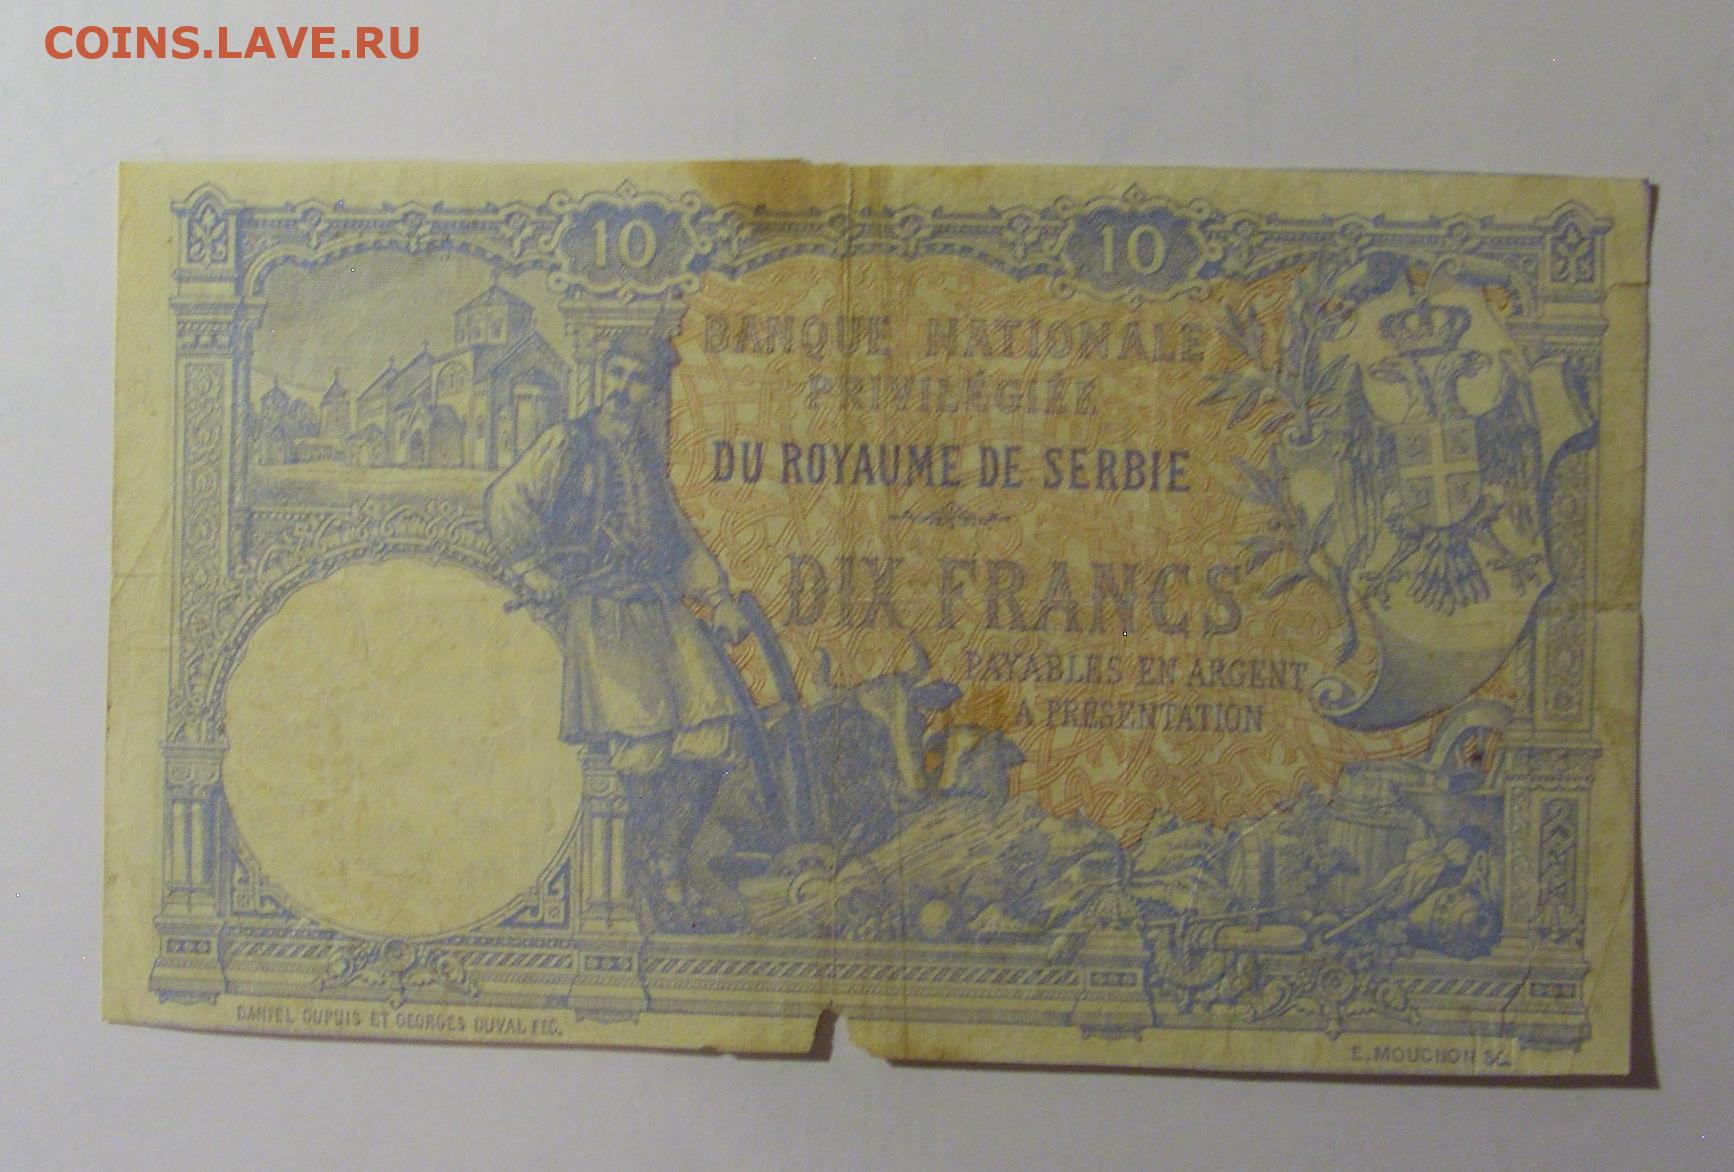 COINS.LAVE.RU
10 10
BANQUE NATIONALE
PRIVILÉGIÉE
DU ROYAUME DE SERBIE
DIX FRANCS
PAYABLES EN ARGENT
A PRÉSENTATION
DANIEL DUPUIS ET GEORGES DUVAL FEC.
E. MOUCHON SC.